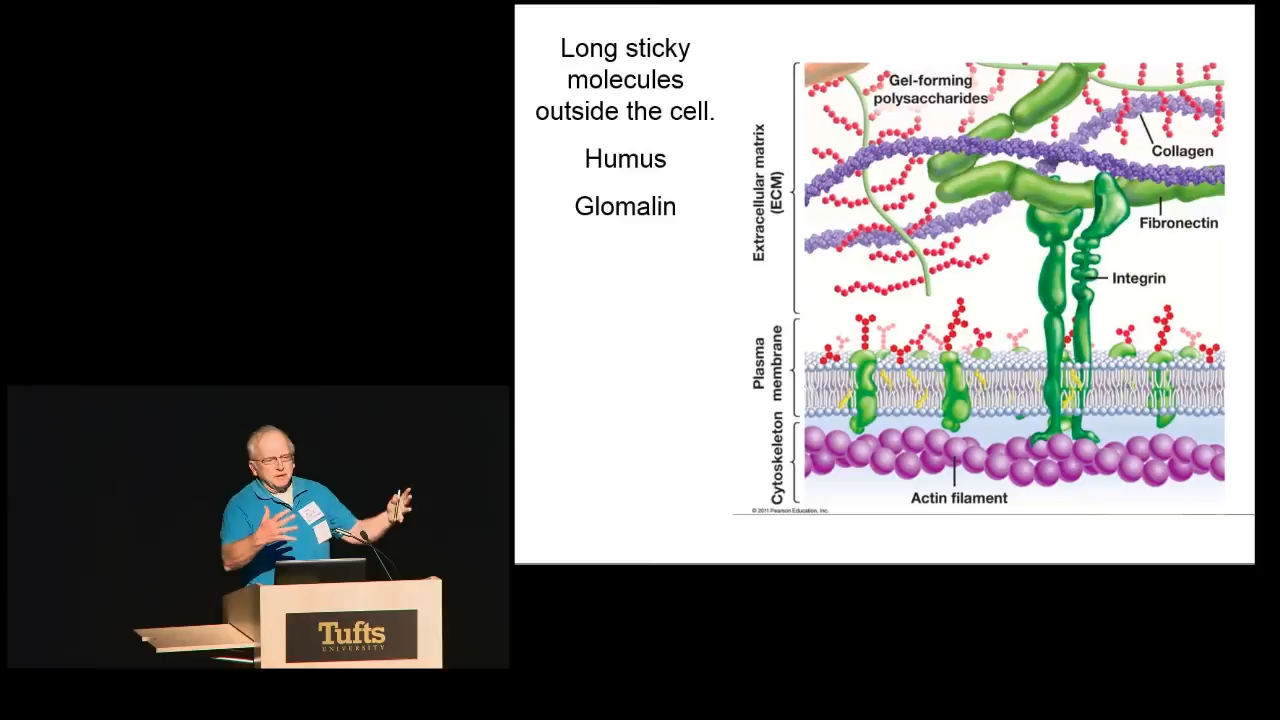 Long sticky
molecules
outside the cell.
Humus
Glomalin
Gel-forming
polysaccharides
Collagen
Fibronectin
Integrin
Actin filament
Extracellular matrix
(ECM)
Plasma
membrane
Cytoskeleton
© 2011 Pearson Education, Inc.
Tufts
UNIVERSITY